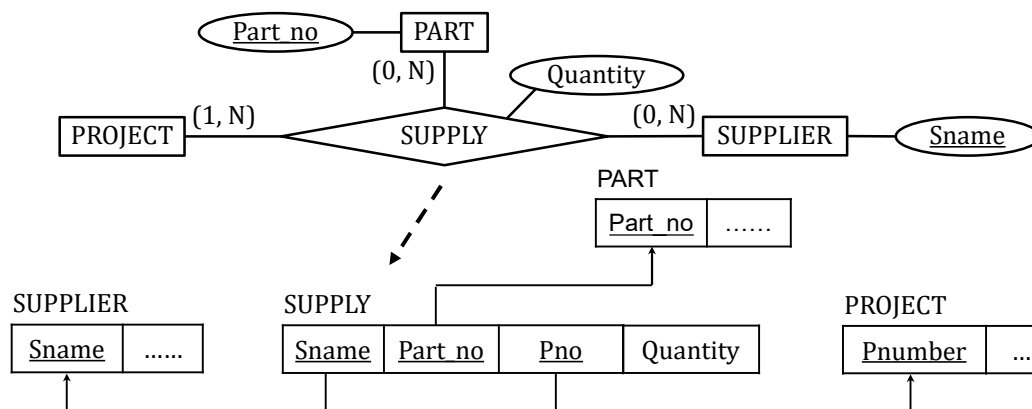 Part_no
PART
(0, N)
Quantity
PROJECT
(1, N)
SUPPLY
(0, N)
SUPPLIER
Sname
PART
Part_no ……
SUPPLIER
Sname ……
SUPPLY
Sname Part_no Pno Quantity
PROJECT
Pnumber …